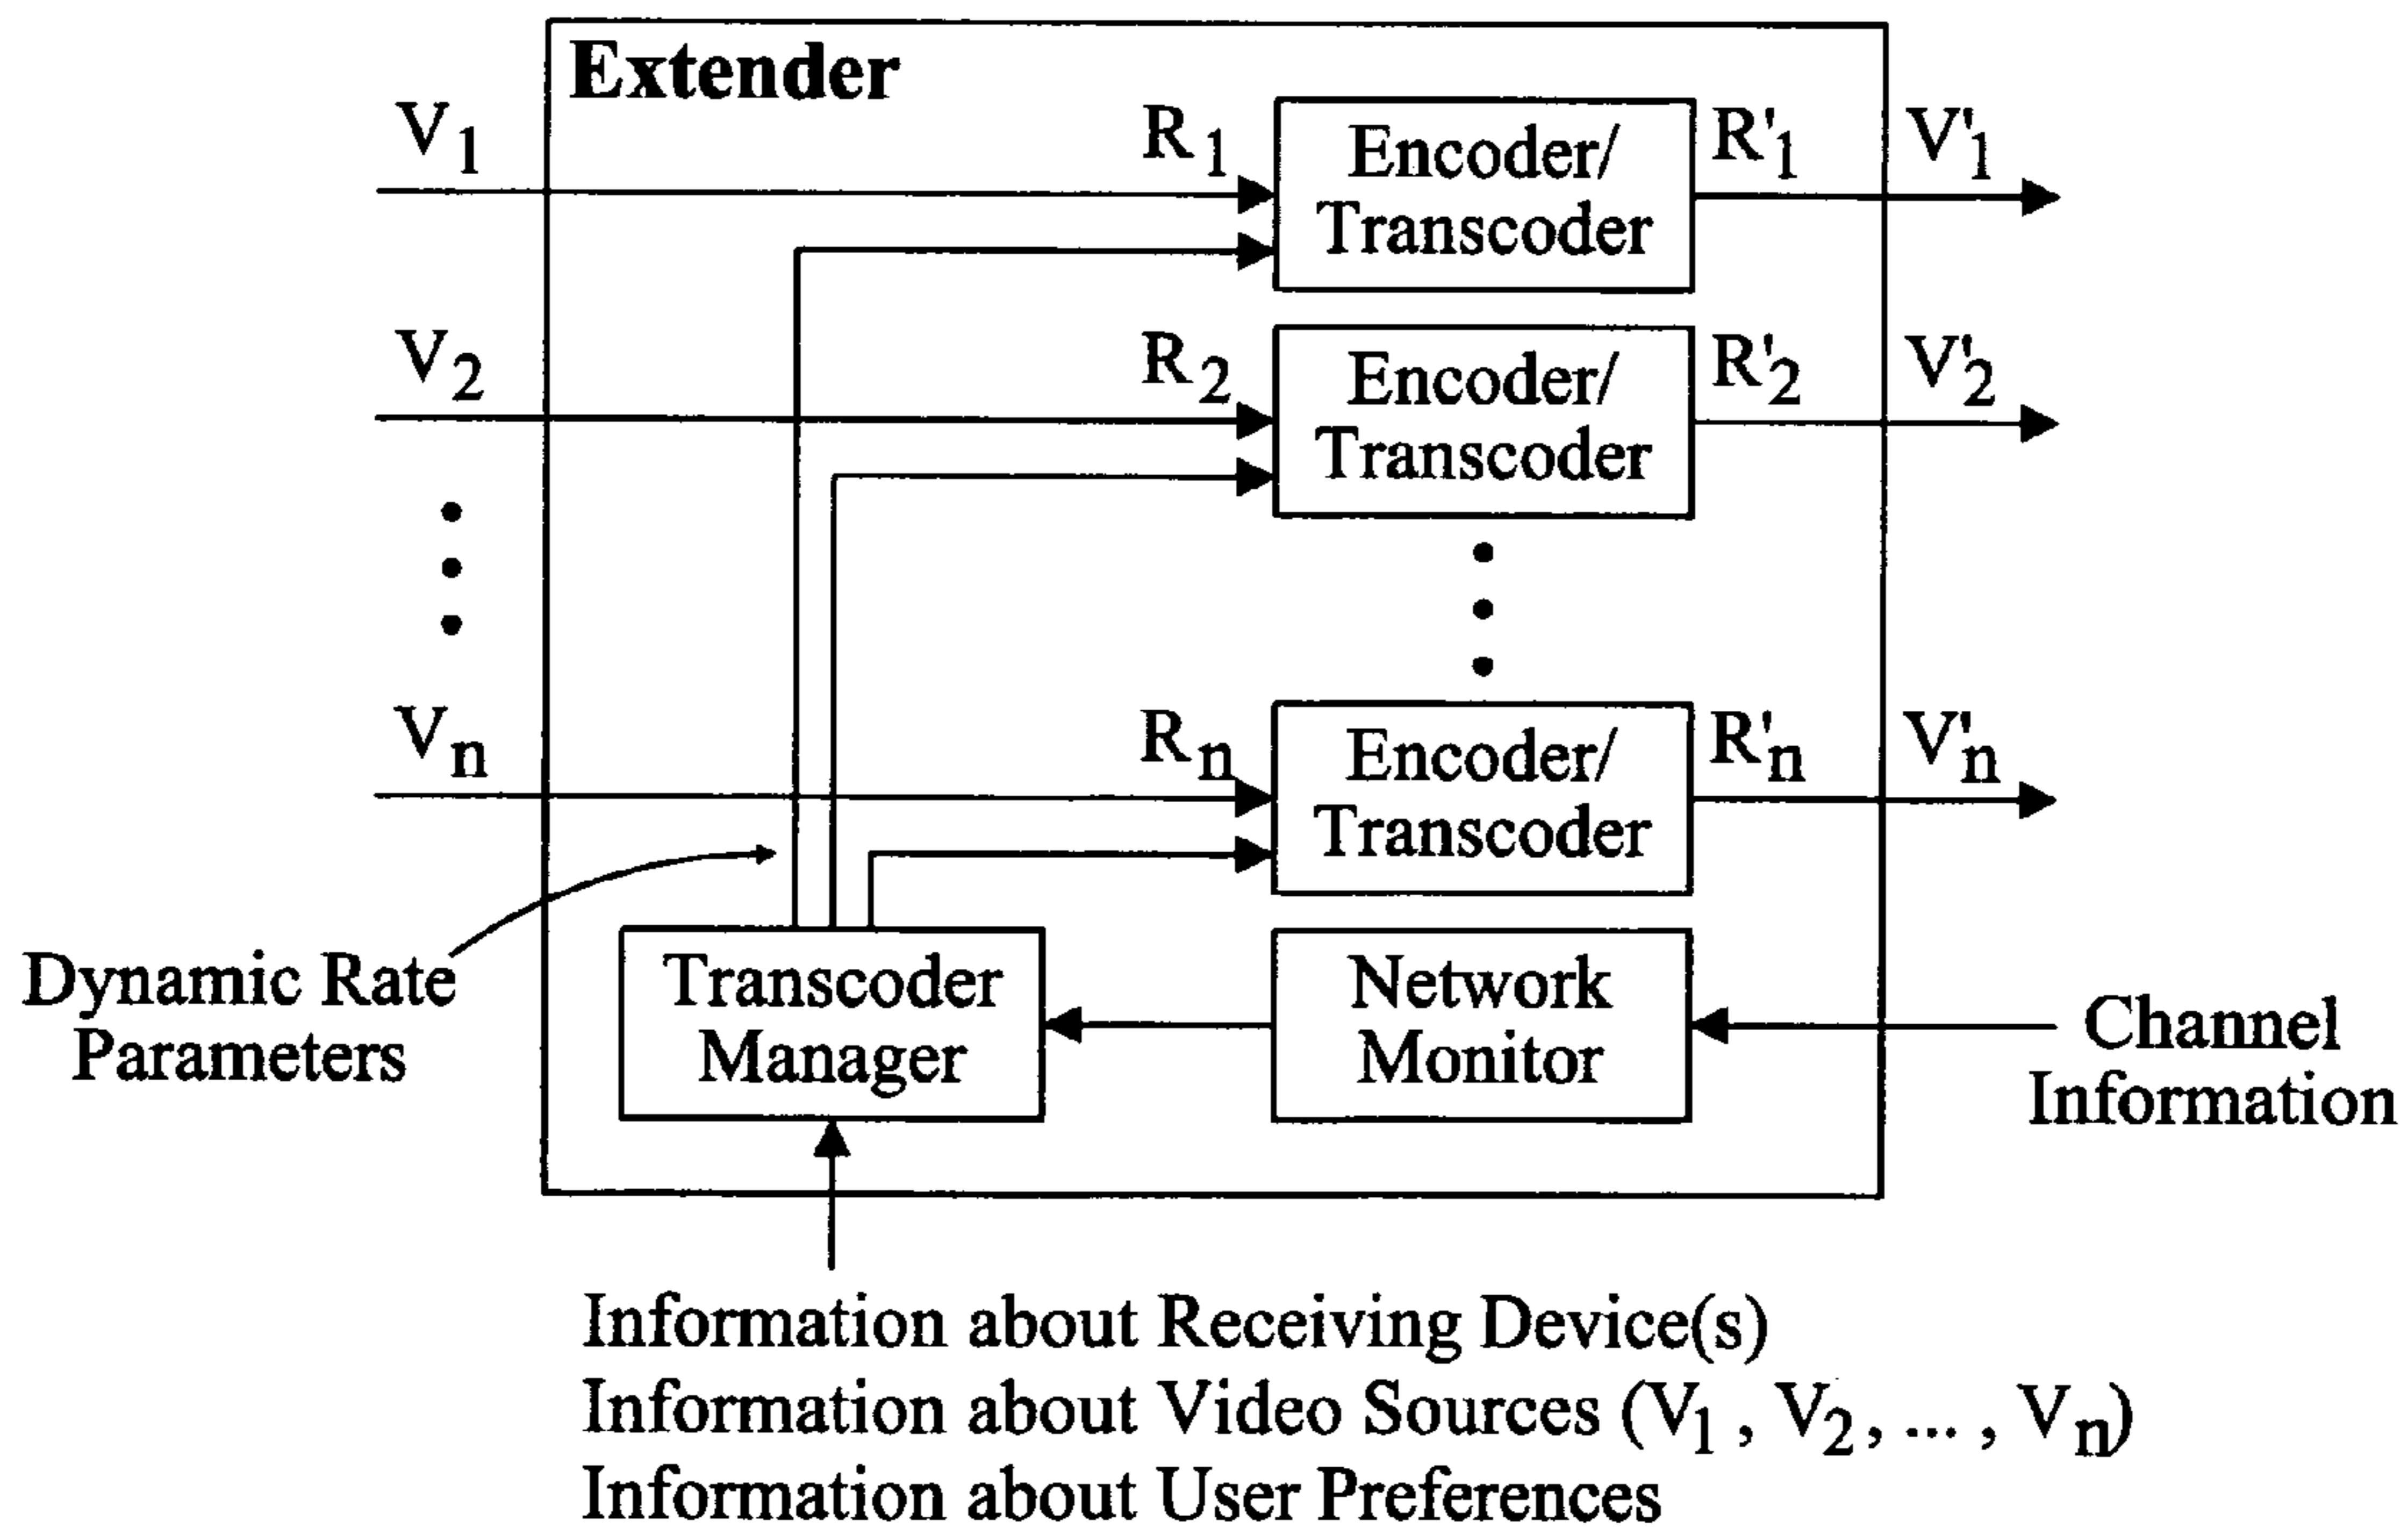 Extender
V1
R1
Encoder/
Transcoder
R'1
V'1
V2
R2
Encoder/
Transcoder
R'2
V'2
Vn
Rn
Encoder/
Transcoder
R'n
V'n
Dynamic Rate
Parameters
Transcoder
Manager
Network
Monitor
Channel
Information
Information about Receiving Device(s)
Information about Video Sources (V1, V2, ..., Vn)
Information about User Preferences